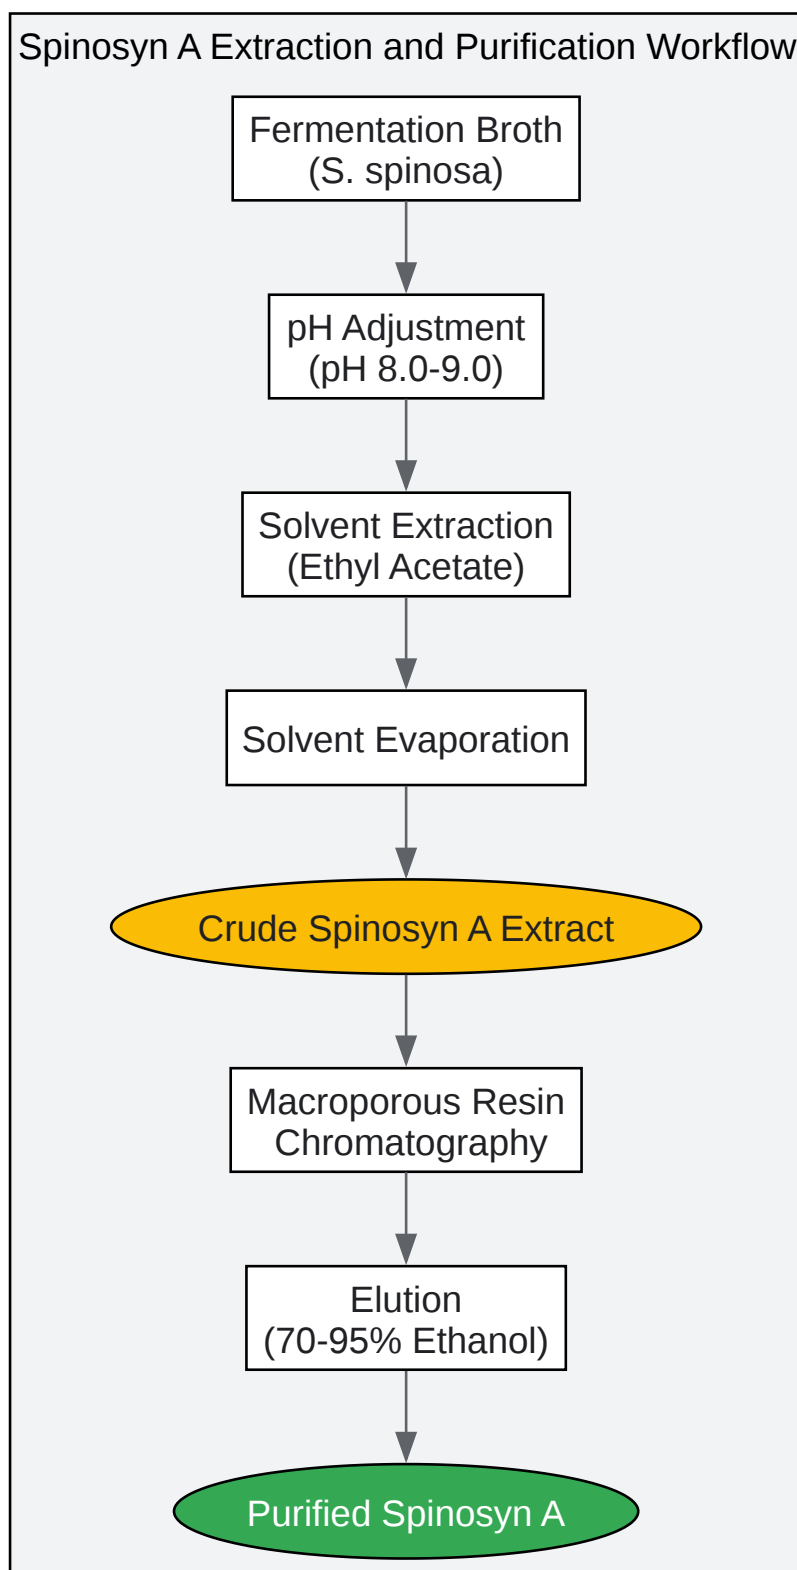 Spinosyn A Extraction and Purification Workflow
Fermentation Broth
(S. spinosa)
pH Adjustment
(pH 8.0-9.0)
Solvent Extraction
(Ethyl Acetate)
Solvent Evaporation
Crude Spinosyn A Extract
Macroporous Resin
Chromatography
Elution
(70-95% Ethanol)
Purified Spinosyn A